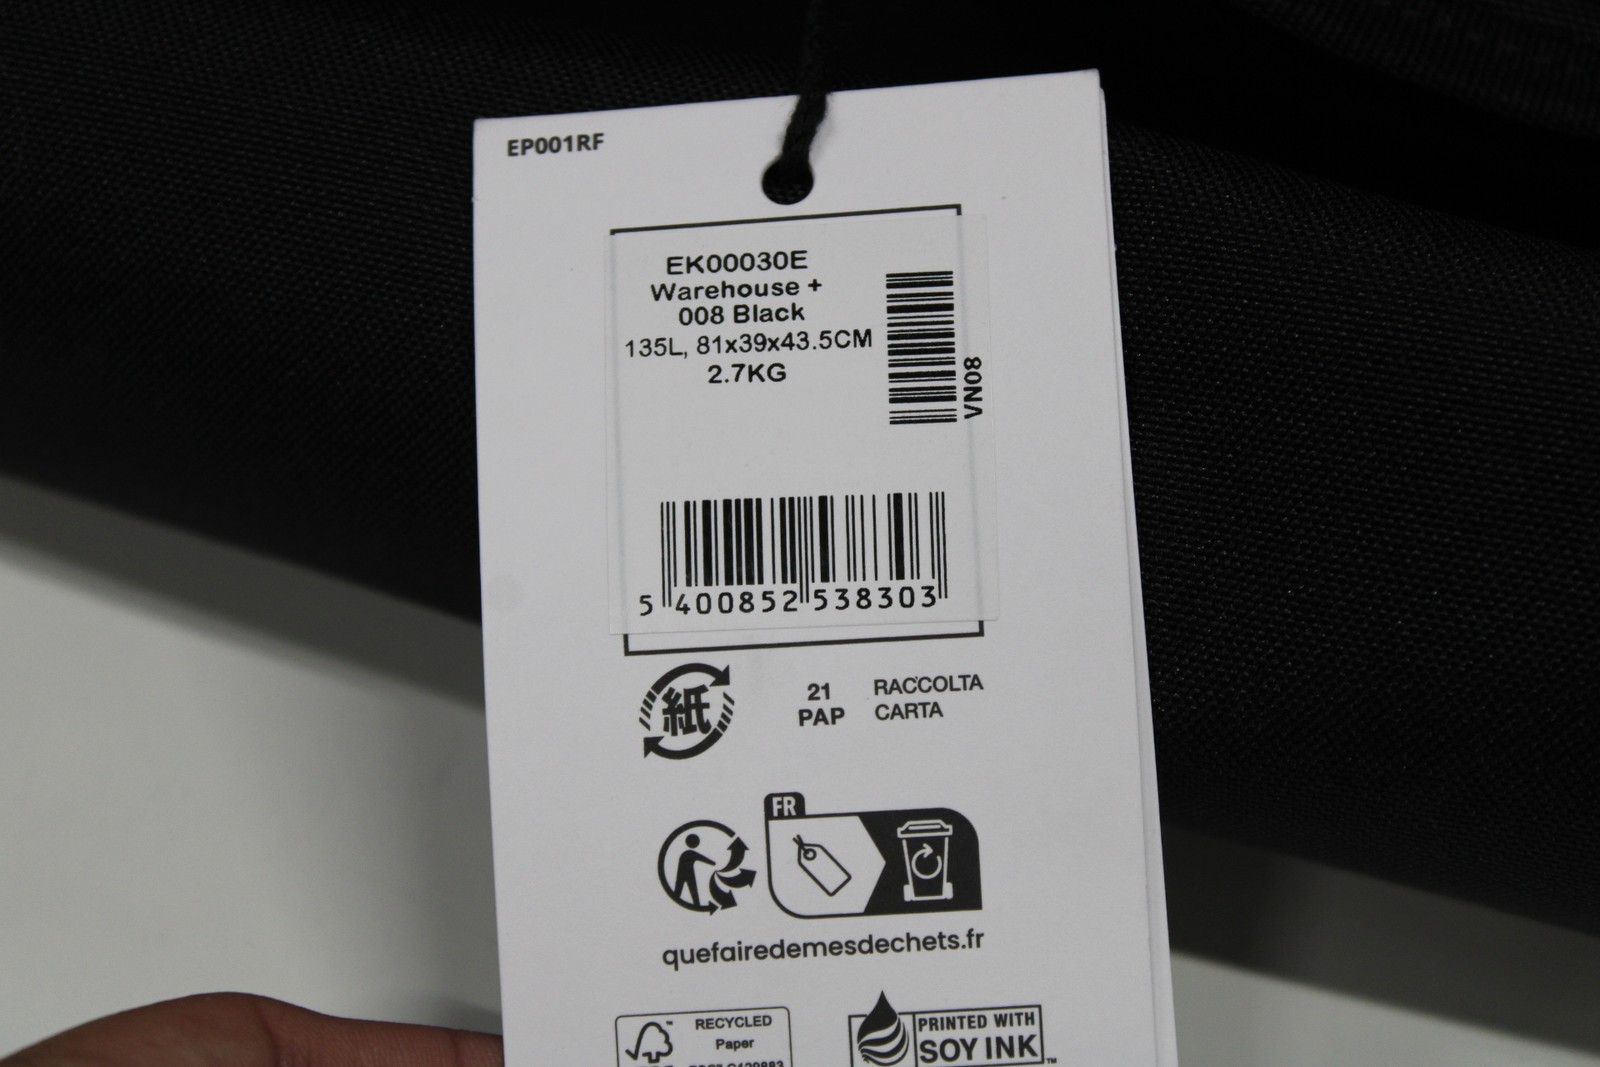 EP001RF
EK00030E
Warehouse +
008 Black
135L, 81x39x43.5CM
2.7KG
VN08
5 400852 538303
紙
21
PAP
RACCOLTA
CARTA
FR
quefairedemesdechets.fr
RECYCLED
Paper
PRINTED WITH
SOY INK™